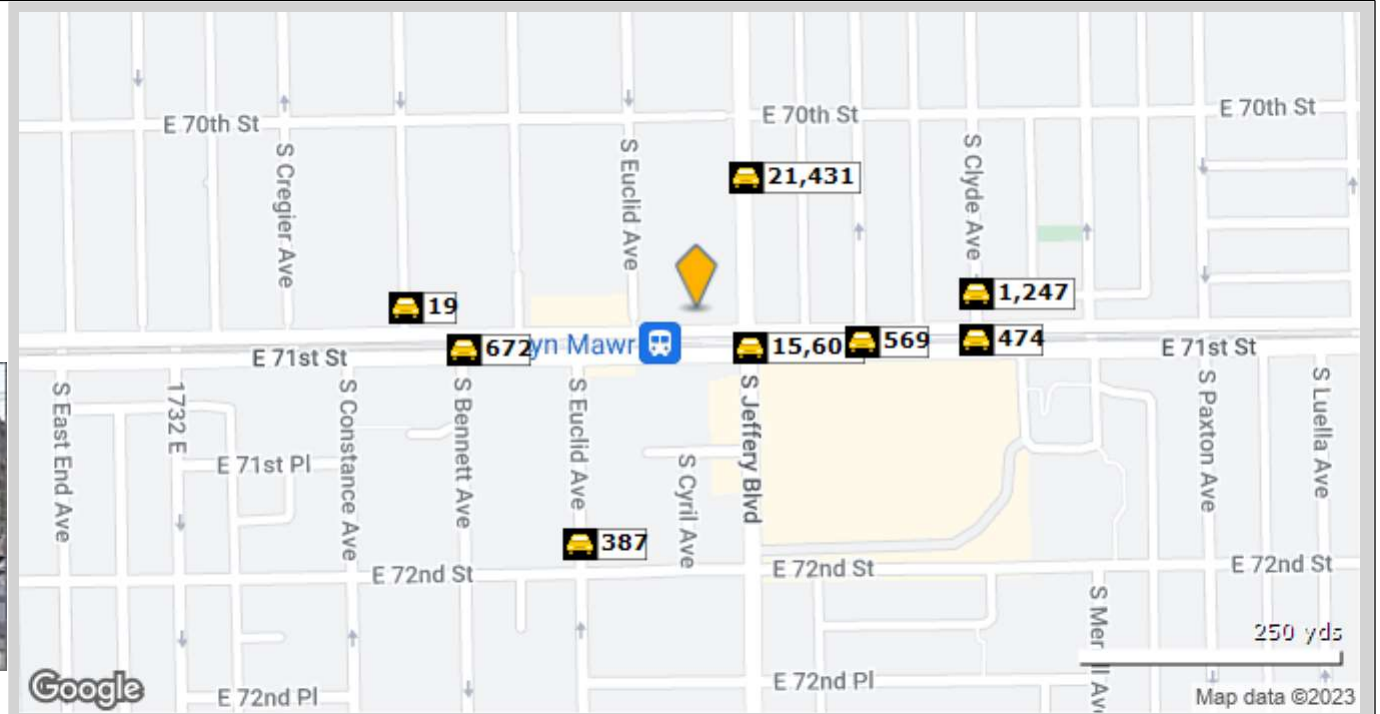 E 70th St
E 70th St
E 70th St
S Cregier Ave
S Euclid Ave
S Clyde Ave
21,431
1,247
19
672
yn Mawr
15,60
569
474
E 71st St
E 71st St
S East End Ave
1732 E
S Constance Ave
S Bennett Ave
S Euclid Ave
S Cyril Ave
S Jeffery Blvd
S Paxton Ave
S Luella Ave
E 71st Pl
387
E 72nd St
E 72nd St
E 72nd St
250 yds
E 72nd Pl
E 72nd Pl
Google
Map data ©2023